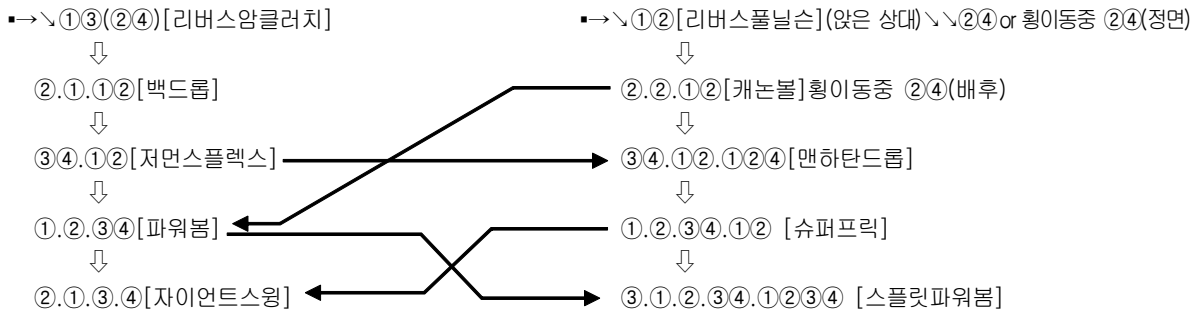 ▪→↘①③(②④)[리버스암클러치]
⇩
②.①.①②[백드롭]
⇩
③④.①②[저먼스플렉스]
⇩
①.②.③④[파워봄]
⇩
②.①.③.④[자이언트스윙]
▪→↘①②[리버스풀닐슨](앉은 상대)↘↘②④or 횡이동중 ②④(정면)
⇩
②.②.①②[캐논볼]횡이동중 ②④(배후)
⇩
③④.①②.①②④[맨하탄드롭]
⇩
①.②.③④.①② [슈퍼프릭]
⇩
③.①.②.③④.①②③④ [스플릿파워봄]